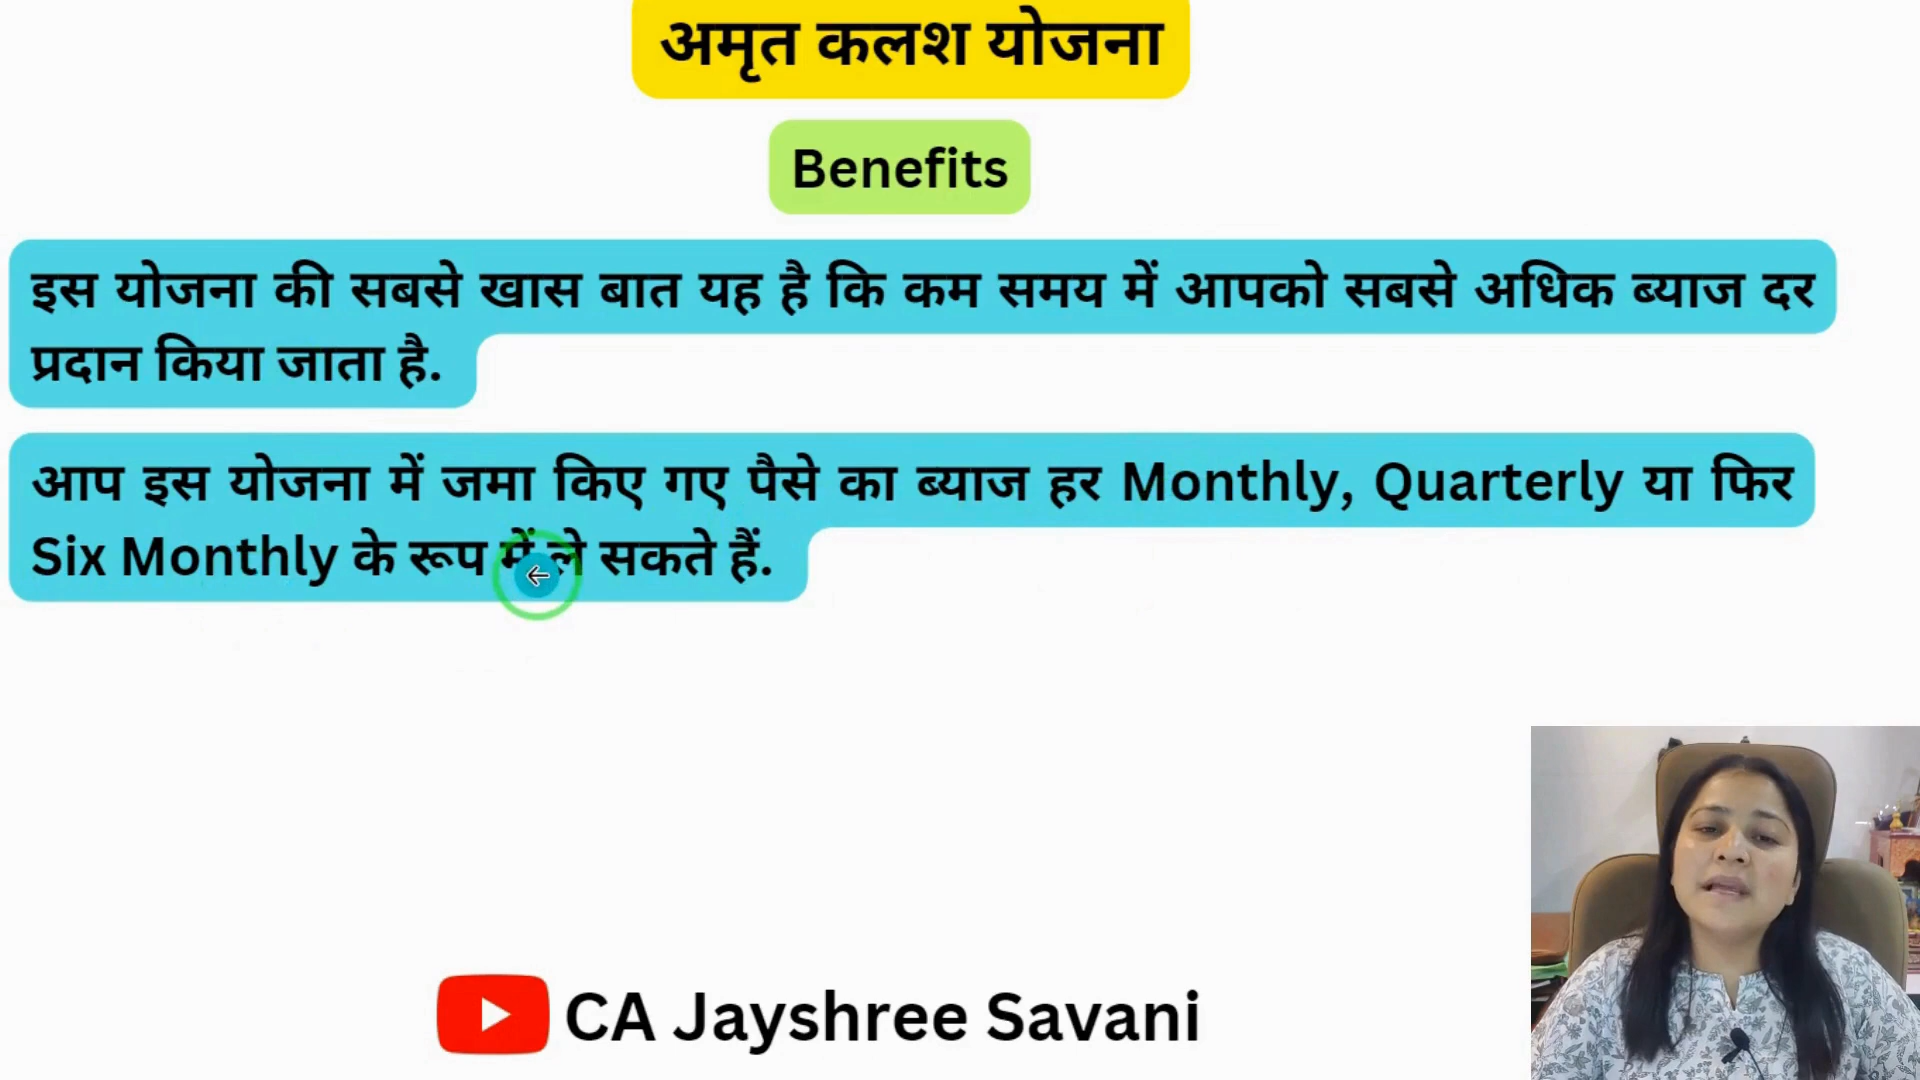 अमृत कलश योजना
Benefits
इस योजना की सबसे खास बात यह है कि कम समय में आपको सबसे अधिक ब्याज दर
प्रदान किया जाता है.
आप इस योजना में जमा किए गए पैसे का ब्याज हर Monthly, Quarterly या फिर
Six Monthly के रूप में ले सकते हैं.
CA Jayshree Savani